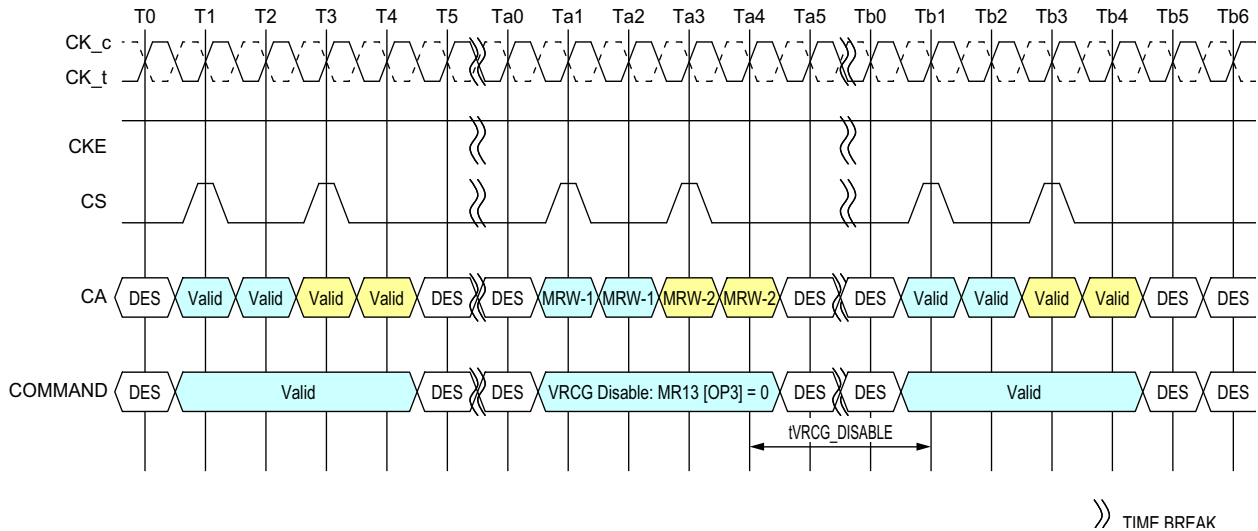 T0 T1 T2 T3 T4 T5 Ta0 Ta1 Ta2 Ta3 Ta4 Ta5 Tb0 Tb1 Tb2 Tb3 Tb4 Tb5 Tb6
CK_c
CK_t
CKE
CS
CA DES Valid Valid Valid Valid DES DES MRW-1 MRW-1 MRW-2 MRW-2 DES DES Valid Valid Valid Valid DES DES
COMMAND DES Valid DES DES VRCG Disable: MR13 [OP3] = 0 DES DES Valid DES DES
tVRCG_DISABLE
TIME BREAK